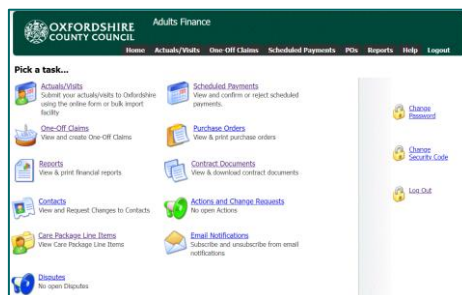 OXFORDSHIRE
COUNTY COUNCIL
Adults Finance
Home Actuals/Visits One-Off Claims Scheduled Payments POs Reports Help Logout
Pick a task...
Actuals/Visits
Submit your actuals/visits to Oxfordshire
using the online form or bulk import
facility
Scheduled Payments
View and confirm or reject scheduled
payments.
One-Off Claims
View and create One-Off Claims
Purchase Orders
View & print purchase orders
Reports
View & print financial reports
Contract Documents
View & download contract documents
Contacts
View and Request Changes to Contacts
Actions and Change Requests
No open Actions
Care Package Line Items
View Care Package Line Items
Email Notifications
Subscribe and unsubscribe from email
notifications
Disputes
No open Disputes
Change
Password
Change
Security Code
Log Out